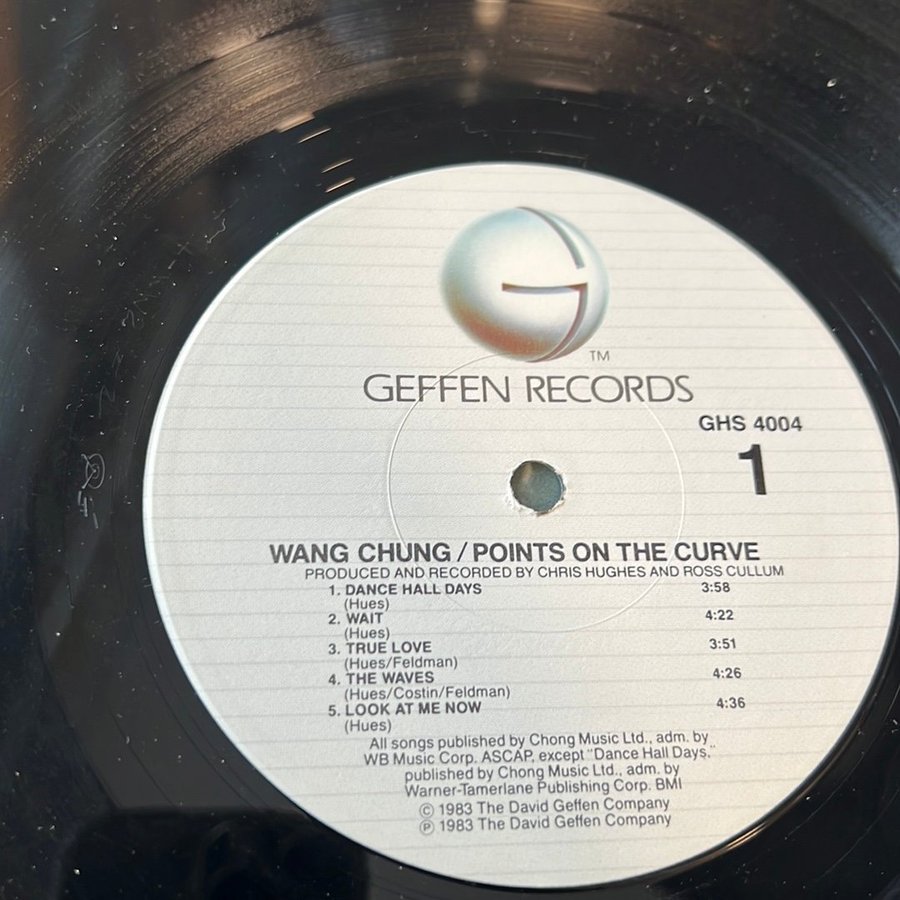 TM
GEFFEN RECORDS
GHS 4004
1
WANG CHUNG / POINTS ON THE CURVE
PRODUCED AND RECORDED BY CHRIS HUGHES AND ROSS CULLUM
1. DANCE HALL DAYS 3:58
(Hues)
2. WAIT 4:22
(Hues)
3. TRUE LOVE 3:51
(Hues/Feldman)
4. THE WAVES 4:26
(Hues/Costin/Feldman)
5. LOOK AT ME NOW 4:36
(Hues)
All songs published by Chong Music Ltd., adm. by
WB Music Corp. ASCAP, except "Dance Hall Days,"
published by Chong Music Ltd., adm. by
Warner-Tamerlane Publishing Corp. BMI
© 1983 The David Geffen Company
℗ 1983 The David Geffen Company